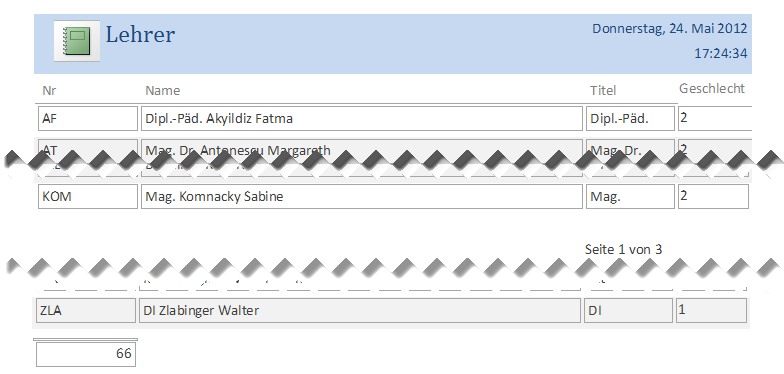 Lehrer
Donnerstag, 24. Mai 2012
17:24:34
Nr Name Titel Geschlecht
AF Dipl.-Päd. Akyildiz Fatma Dipl.-Päd. 2
AT Mag. Dr. Antonescu Margareth Mag. Dr. 2
KOM Mag. Komnacky Sabine Mag. 2
Seite 1 von 3
ZLA DI Zlabinger Walter DI 1
66